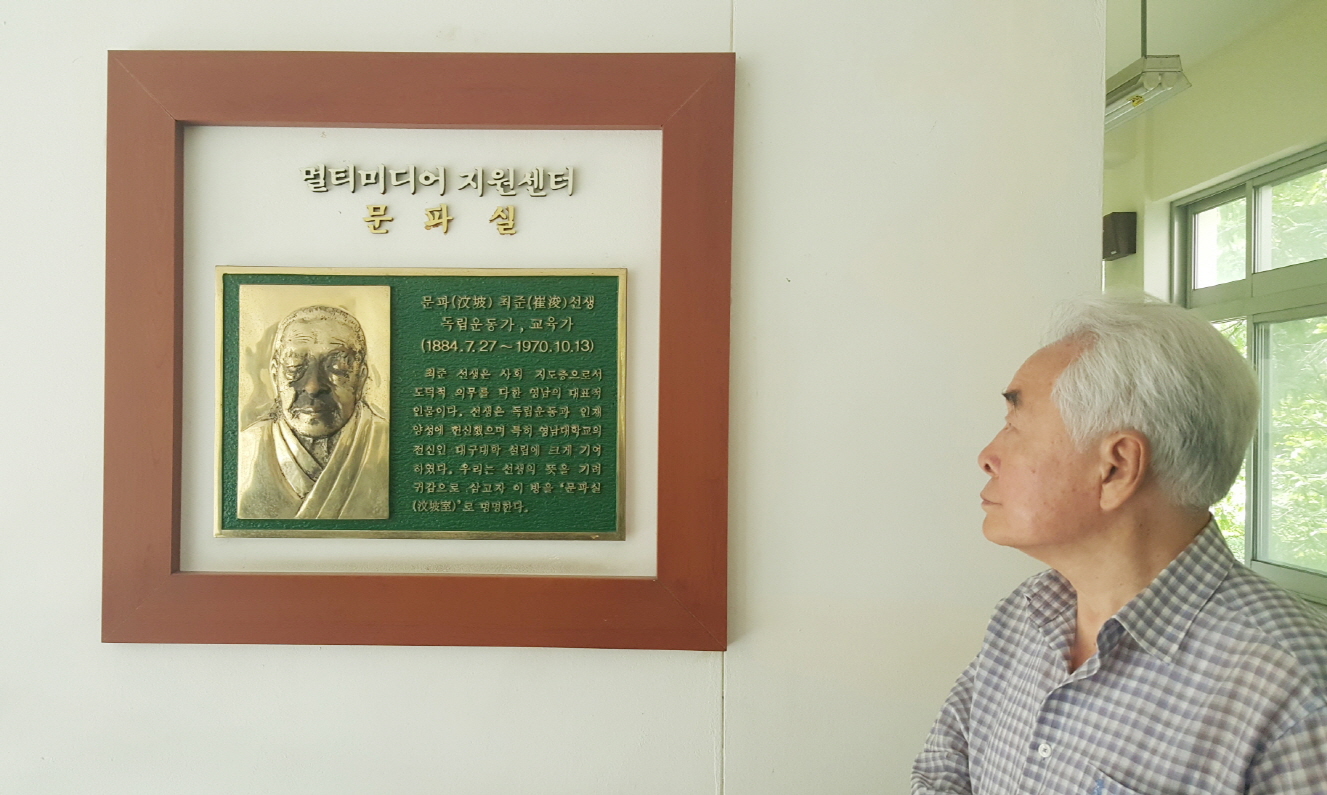 멀티미디어 지원센터
문 파 실
문파(汶坡) 최준(崔浚)선생
독립운동가, 교육가
(1884.7.27~1970.10.13)
최준 선생은 사회 지도층으로서
도덕적 의무를 다한 영남의 대표적
인물이다. 선생은 독립운동과 인재
양성에 헌신했으며 특히 영남대학교의
전신인 대구대학 설립에 크게 기여
하였다. 우리는 선생의 뜻을 기려
귀감으로 삼고자 이 방을 '문파실
(汶坡室)'로 명명한다.